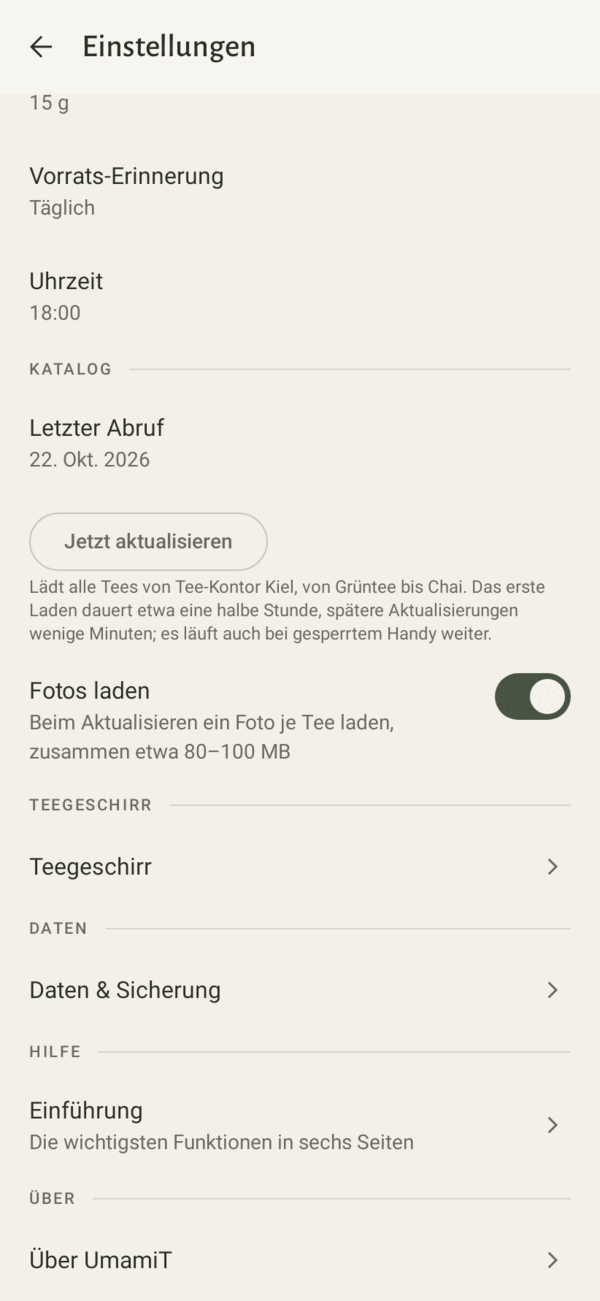 Einstellungen
15 g
Vorrats-Erinnerung
Täglich
Uhrzeit
18:00
KATALOG
Letzter Abruf
22. Okt. 2026
Jetzt aktualisieren
Lädt alle Tees von Tee-Kontor Kiel, von Grüntee bis Chai. Das erste
Laden dauert etwa eine halbe Stunde, spätere Aktualisierungen
wenige Minuten; es läuft auch bei gesperrtem Handy weiter.
Fotos laden
Beim Aktualisieren ein Foto je Tee laden,
zusammen etwa 80–100 MB
TEEGESCHIRR
Teegeschirr
DATEN
Daten & Sicherung
HILFE
Einführung
Die wichtigsten Funktionen in sechs Seiten
ÜBER
Über UmamiT